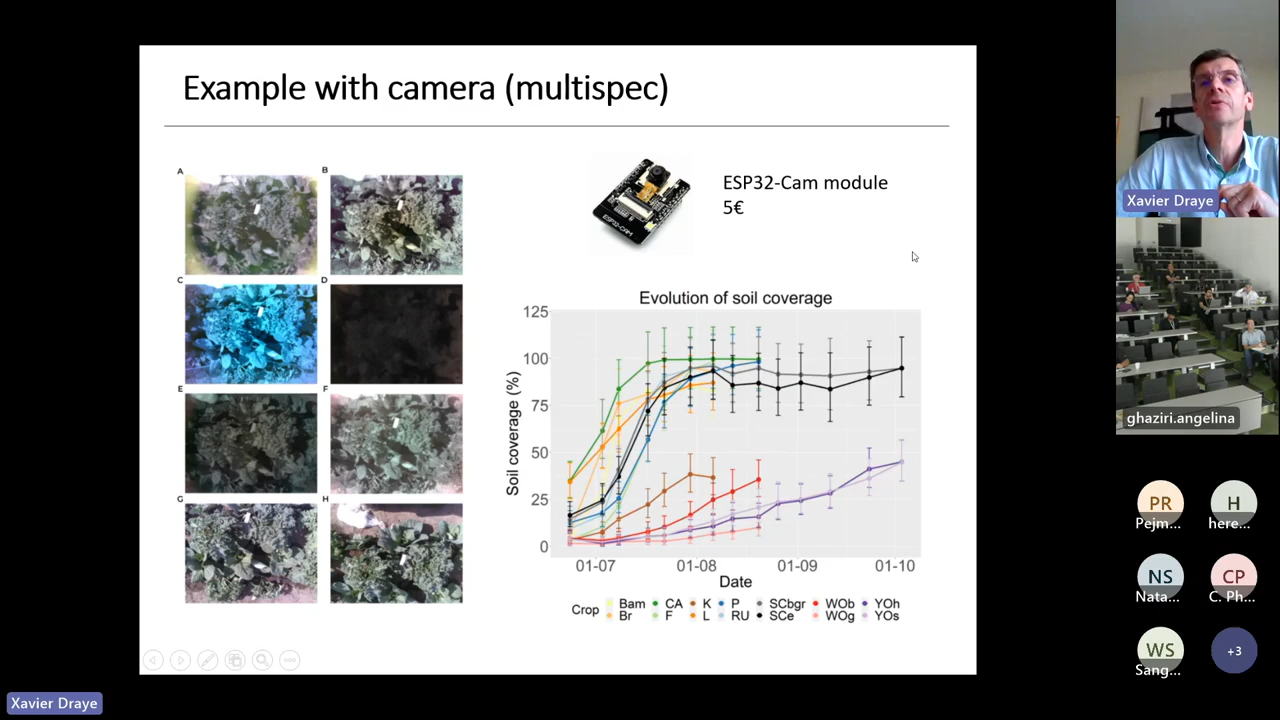 Example with camera (multispec)
A
B
C
D
E
F
G
H
ESP32-CAM
ESP32-Cam module
5€
Evolution of soil coverage
125
100
75
50
25
0
Soil coverage (%)
01-07
01-08
01-09
01-10
Date
Crop
Bam CA K P SCbgr WOb YOh
Br F L RU SCe WOg YOs
Xavier Draye
Xavier Draye
ghaziri.angelina
PR
Pejm...
H
here...
NS
Nata...
CP
C. Ph...
WS
Sang...
+3